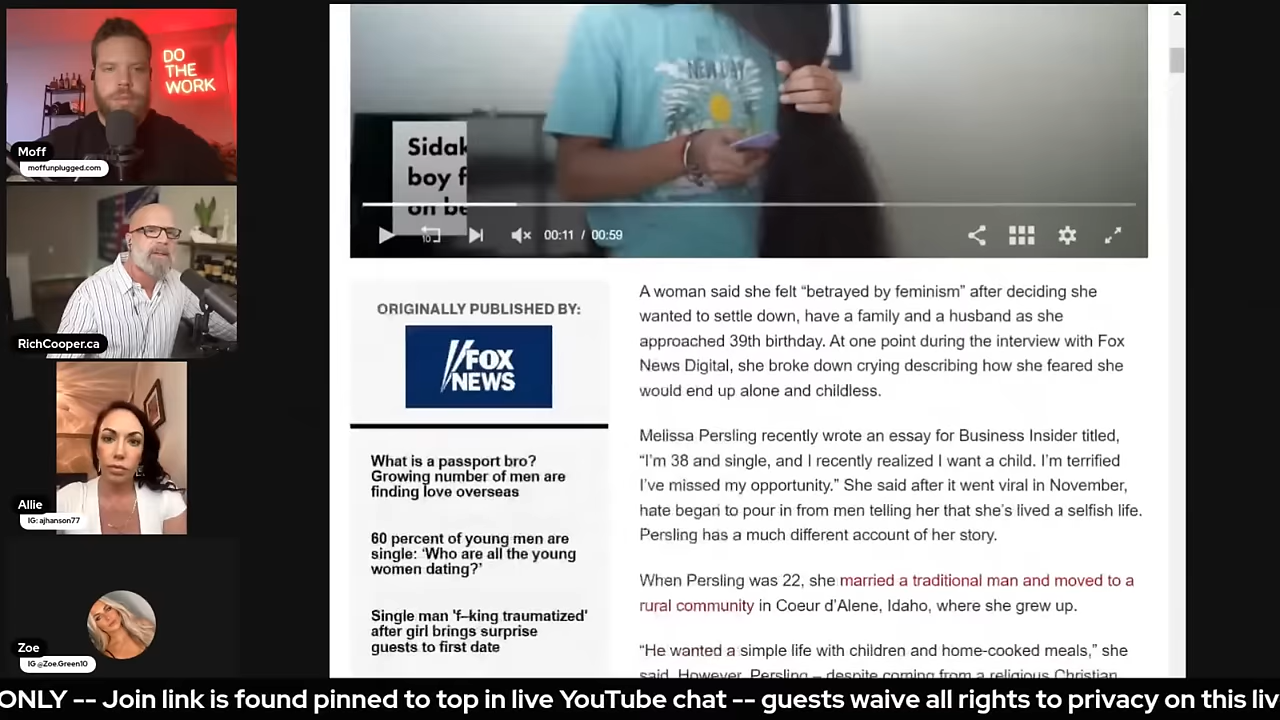 DO
THE
WORK
Moff
moffunplugged.com
RichCooper.ca
Allie
IG: ajhanson77
Zoe
IG @Zoe.Green10
NEW DAY
Sidak
boy f
on be
10
00:11 / 00:59
ORIGINALLY PUBLISHED BY:
FOX
NEWS
What is a passport bro?
Growing number of men are
finding love overseas
60 percent of young men are
single: ‘Who are all the young
women dating?’
Single man 'f–king traumatized'
after girl brings surprise
guests to first date
A woman said she felt “betrayed by feminism” after deciding she
wanted to settle down, have a family and a husband as she
approached 39th birthday. At one point during the interview with Fox
News Digital, she broke down crying describing how she feared she
would end up alone and childless.
Melissa Persling recently wrote an essay for Business Insider titled,
“I’m 38 and single, and I recently realized I want a child. I’m terrified
I’ve missed my opportunity.” She said after it went viral in November,
hate began to pour in from men telling her that she’s lived a selfish life.
Persling has a much different account of her story.
When Persling was 22, she married a traditional man and moved to a
rural community in Coeur d’Alene, Idaho, where she grew up.
“He wanted a simple life with children and home-cooked meals,” she
said. However, Persling – despite coming from a religious Christian
ONLY -- Join link is found pinned to top in live YouTube chat -- guests waive all rights to privacy on this liv